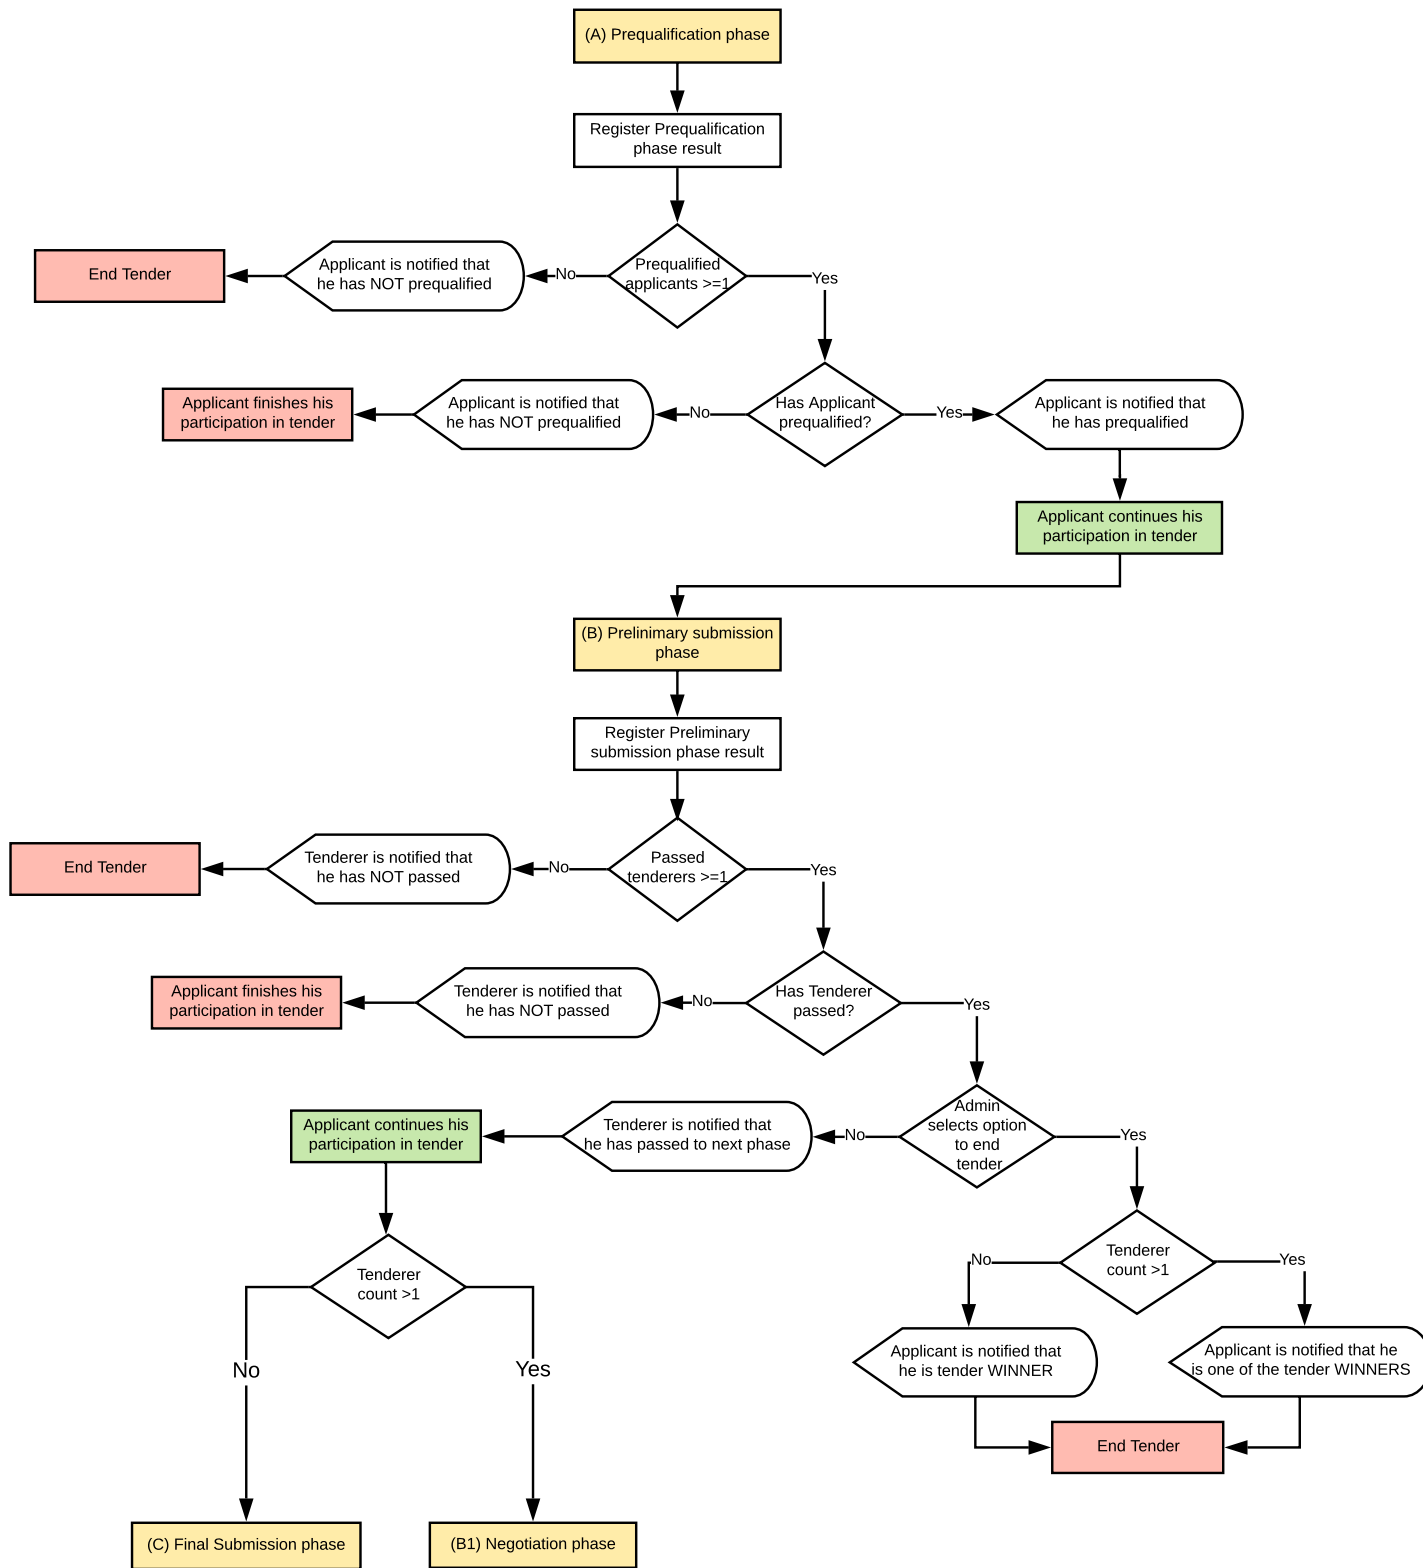 (A) Prequalification phase
Register Prequalification
phase result
End Tender
Applicant is notified that
he has NOT prequalified
No
Prequalified
applicants >=1
Yes
Applicant finishes his
participation in tender
Applicant is notified that
he has NOT prequalified
No
Has Applicant
prequalified?
Yes
Applicant is notified that
he has prequalified
Applicant continues his
participation in tender
(B) Prelinimary submission
phase
Register Preliminary
submission phase result
End Tender
Tenderer is notified that
he has NOT passed
No
Passed
tenderers >=1
Yes
Applicant finishes his
participation in tender
Tenderer is notified that
he has NOT passed
No
Has Tenderer
passed?
Yes
Applicant continues his
participation in tender
Tenderer is notified that
he has passed to next phase
No
Admin
selects option
to end
tender
Yes
Tenderer
count >1
No
Yes
Tenderer
count >1
No
Yes
Applicant is notified that
he is tender WINNER
Applicant is notified that he
is one of the tender WINNERS
End Tender
(C) Final Submission phase
(B1) Negotiation phase